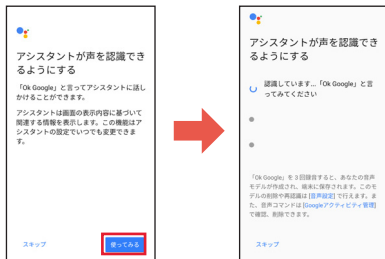 アシスタントが声を認識でき
るようにする
「Ok Google」と言ってアシスタントに話し
かけることができます。
アシスタントは画面の表示内容に基づいて
関連する情報を表示します。この機能はア
シスタントの設定でいつでも変更できま
す。
スキップ
使ってみる
アシスタントが声を認識でき
るようにする
認識しています...「Ok Google」と言
ってみてください
「Ok Google」を 3 回録音すると、あなたの音声
モデルが作成され、端末に保存されます。このモ
デルの削除や再認識は [音声設定] で行えます。ま
た、音声コマンドは [Googleアクティビティ管理]
で確認、削除できます。
スキップ